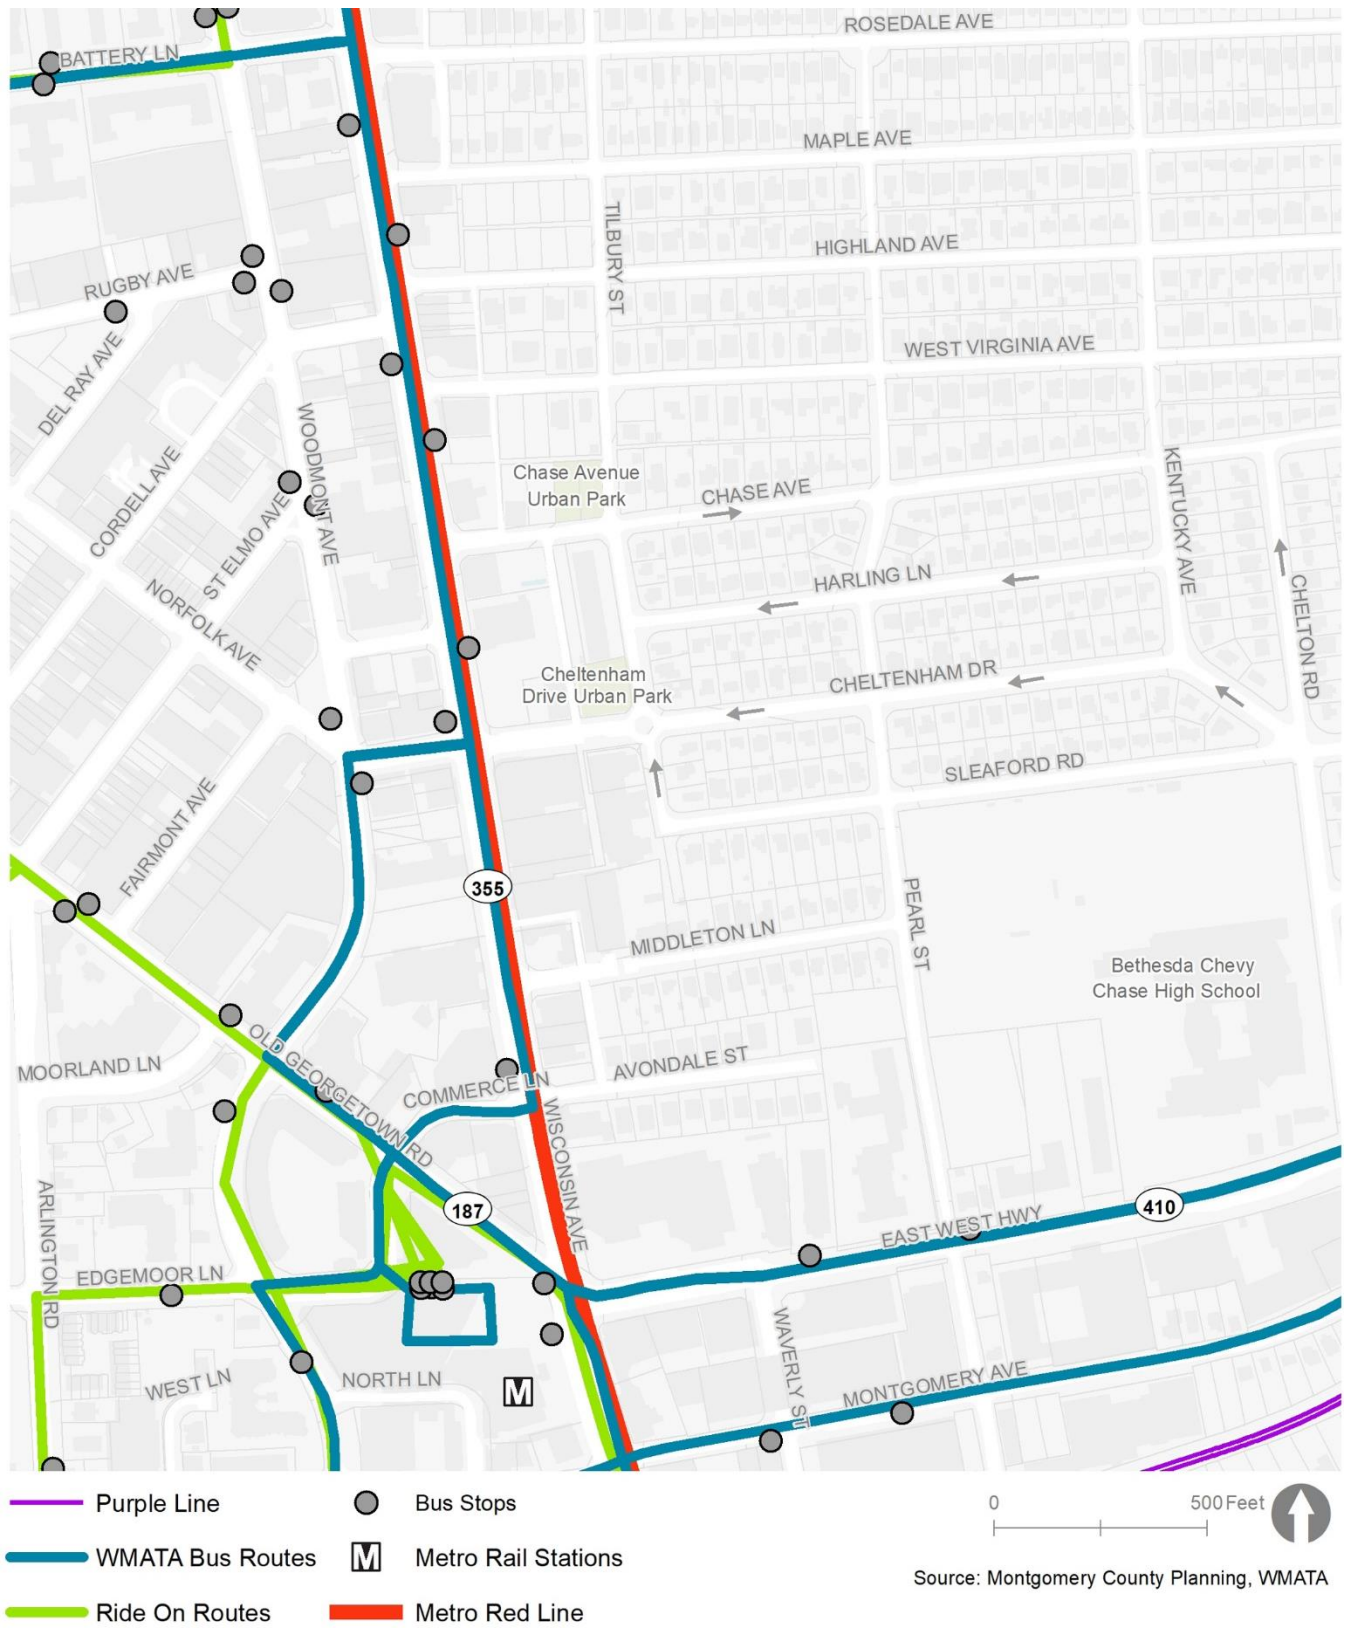 ROSEDALE AVE
BATTERY LN
MAPLE AVE
TILBURY ST
HIGHLAND AVE
RUGBY AVE
WEST VIRGINIA AVE
DEL RAY AVE
WOODMONT AVE
CORDELL AVE
Chase Avenue
Urban Park
CHASE AVE
KENTUCKY AVE
ST ELMO AVE
HARLING LN
CHELTON RD
NORFOLK AVE
Cheltenham
Drive Urban Park
CHELTENHAM DR
SLEAFORD RD
FAIRMONT AVE
355
PEARL ST
MIDDLETON LN
Bethesda Chevy
Chase High School
OLD GEORGETOWN RD
MOORLAND LN
AVONDALE ST
COMMERCE LN
WISCONSIN AVE
ARLINGTON RD
187
410
EAST WEST HWY
EDGEMOOR LN
WAVERLY ST
WEST LN
NORTH LN
M
MONTGOMERY AVE
Purple Line
Bus Stops
0 500 Feet
WMATA Bus Routes
M Metro Rail Stations
Source: Montgomery County Planning, WMATA
Ride On Routes
Metro Red Line